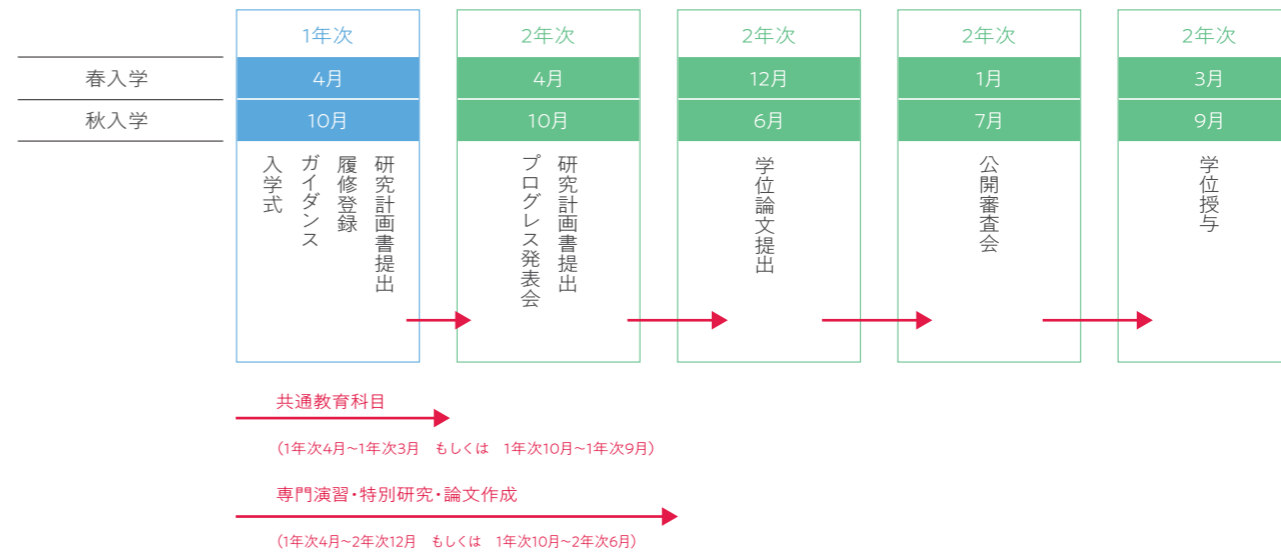 1年次
2年次
2年次
2年次
2年次
春入学
4月
4月
12月
1月
3月
秋入学
10月
10月
6月
7月
9月
研究計画書提出
履修登録
ガイダンス
入学式
研究計画書提出
プログレス発表会
学位論文提出
公開審査会
学位授与
共通教育科目
（1年次4月~1年次3月　もしくは　1年次10月~1年次9月）
専門演習・特別研究・論文作成
（1年次4月~2年次12月　もしくは　1年次10月~2年次6月）